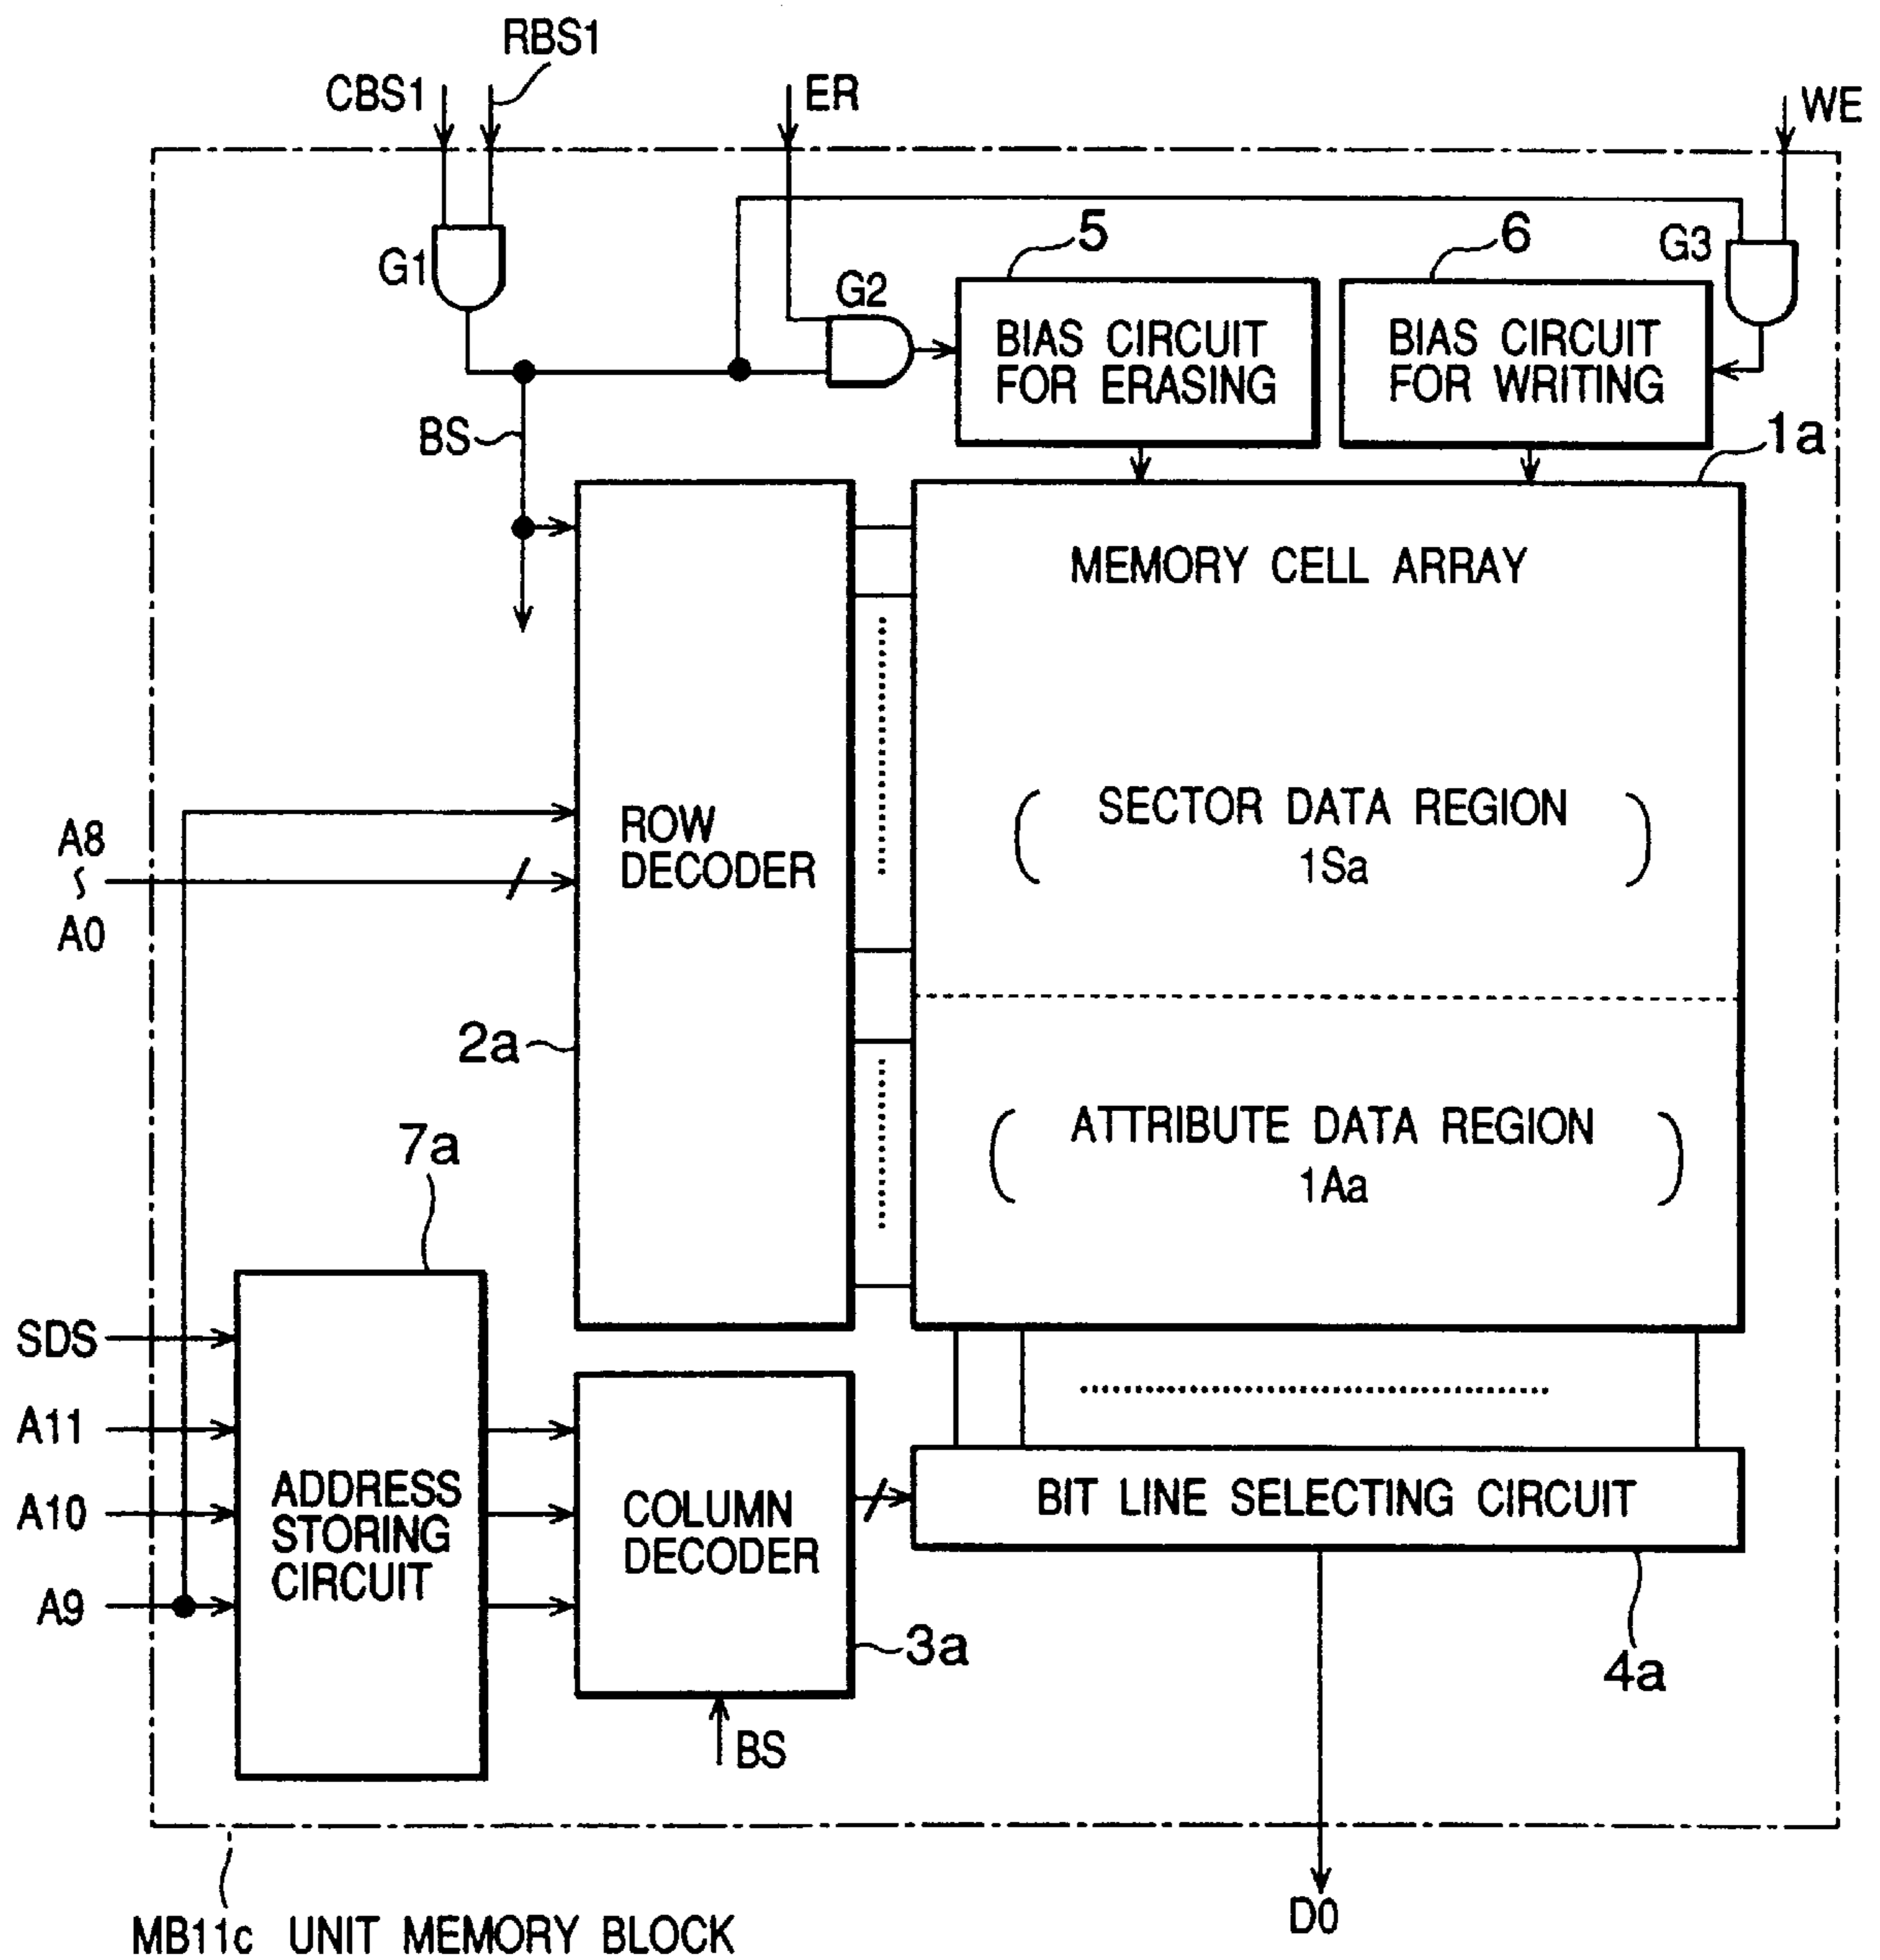 RBS1
CBS1
ER
WE
G1
5
6
G3
G2
BIAS CIRCUIT
FOR ERASING
BIAS CIRCUIT
FOR WRITING
BS
1a
MEMORY CELL ARRAY
A8
A0
ROW
DECODER
( SECTOR DATA REGION )
1Sa
2a
( ATTRIBUTE DATA REGION )
1Aa
7a
SDS
A11
A10
A9
ADDRESS
STORING
CIRCUIT
COLUMN
DECODER
BIT LINE SELECTING CIRCUIT
3a
4a
BS
D0
MB11c UNIT MEMORY BLOCK